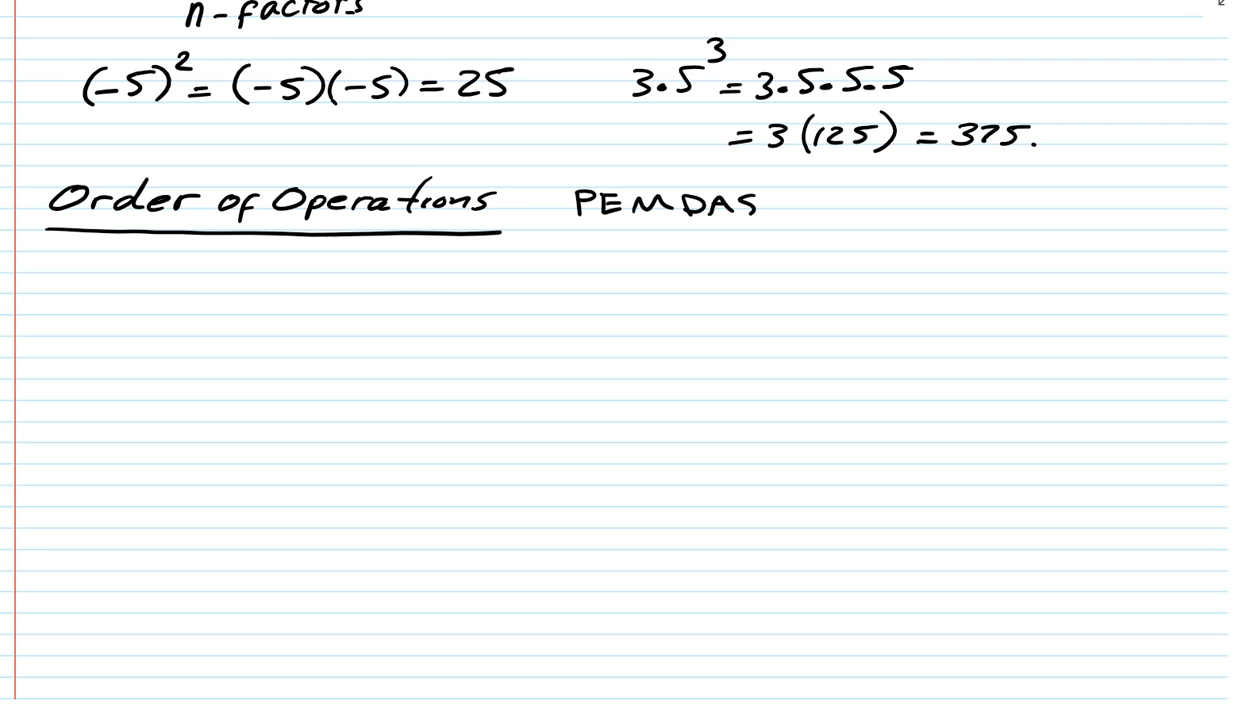 n-factors
(-5)² = (-5)(-5) = 25 3·5³ = 3·5·5·5
= 3(125) = 375.
Order of Operations PEMDAS